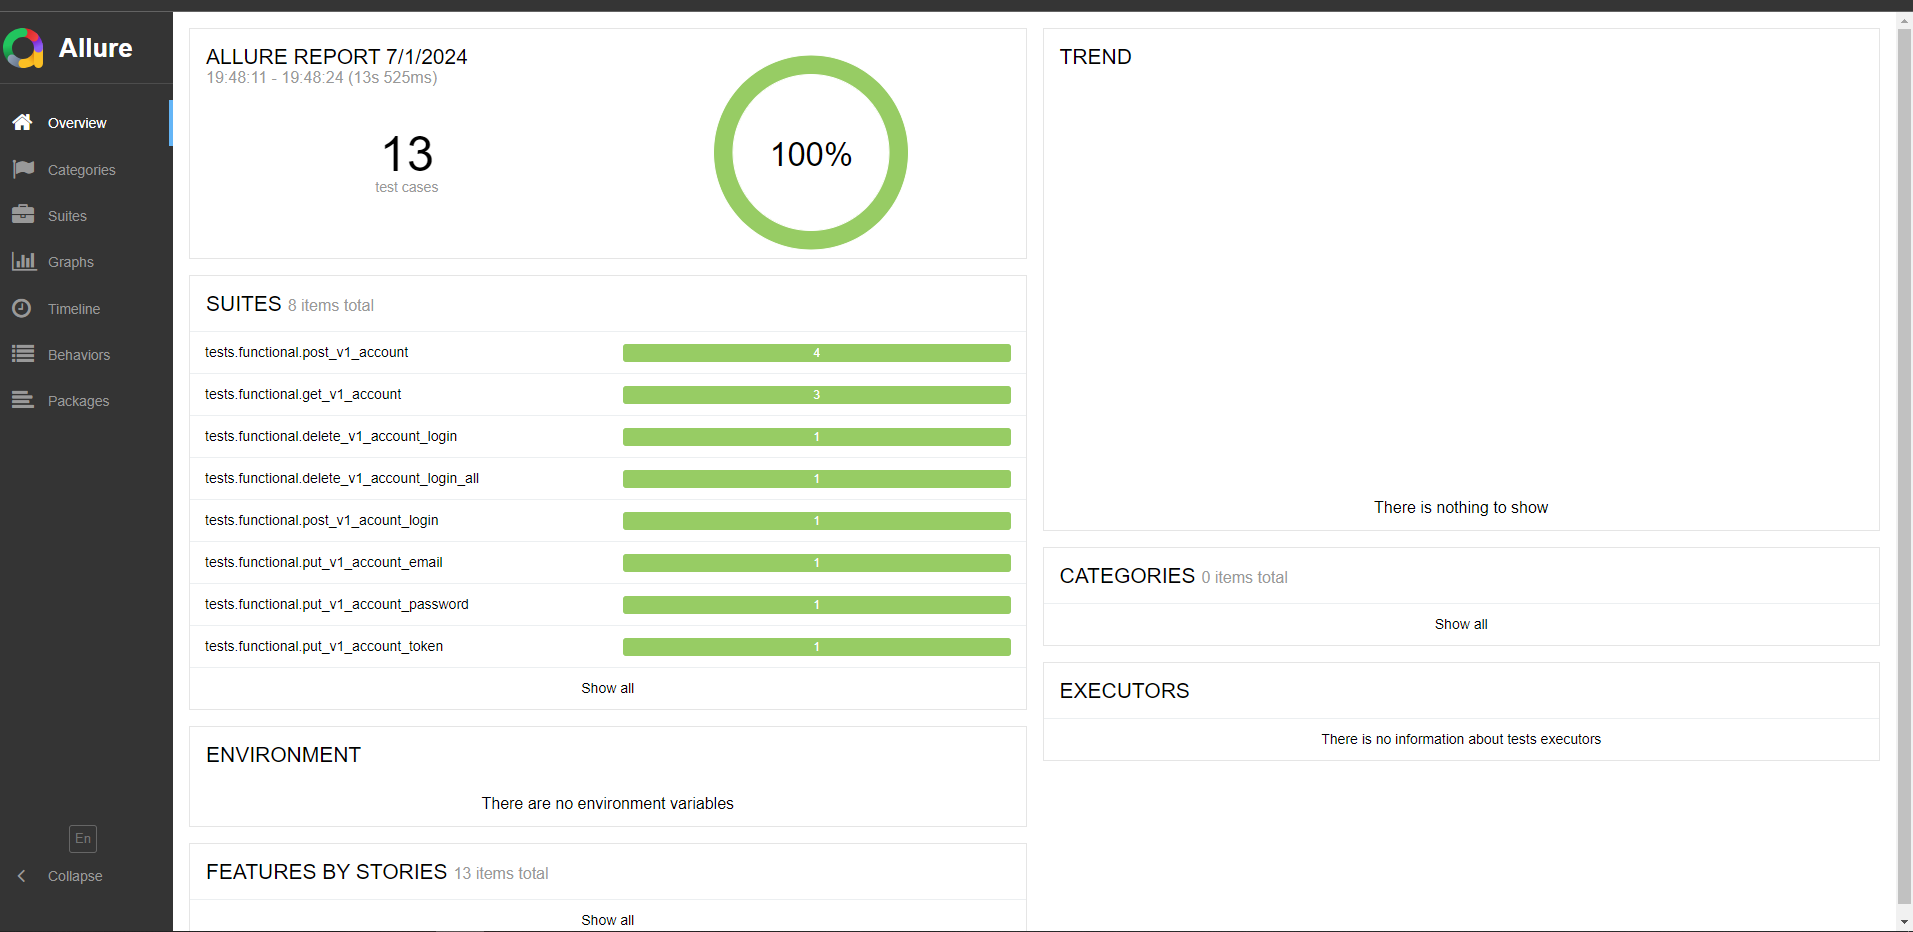 Allure
Overview
Categories
Suites
Graphs
Timeline
Behaviors
Packages
En
Collapse
ALLURE REPORT 7/1/2024
19:48:11 - 19:48:24 (13s 525ms)
13
test cases
100%
SUITES 8 items total
tests.functional.post_v1_account 4
tests.functional.get_v1_account 3
tests.functional.delete_v1_account_login 1
tests.functional.delete_v1_account_login_all 1
tests.functional.post_v1_acount_login 1
tests.functional.put_v1_account_email 1
tests.functional.put_v1_account_password 1
tests.functional.put_v1_account_token 1
Show all
ENVIRONMENT
There are no environment variables
FEATURES BY STORIES 13 items total
Show all
TREND
There is nothing to show
CATEGORIES 0 items total
Show all
EXECUTORS
There is no information about tests executors